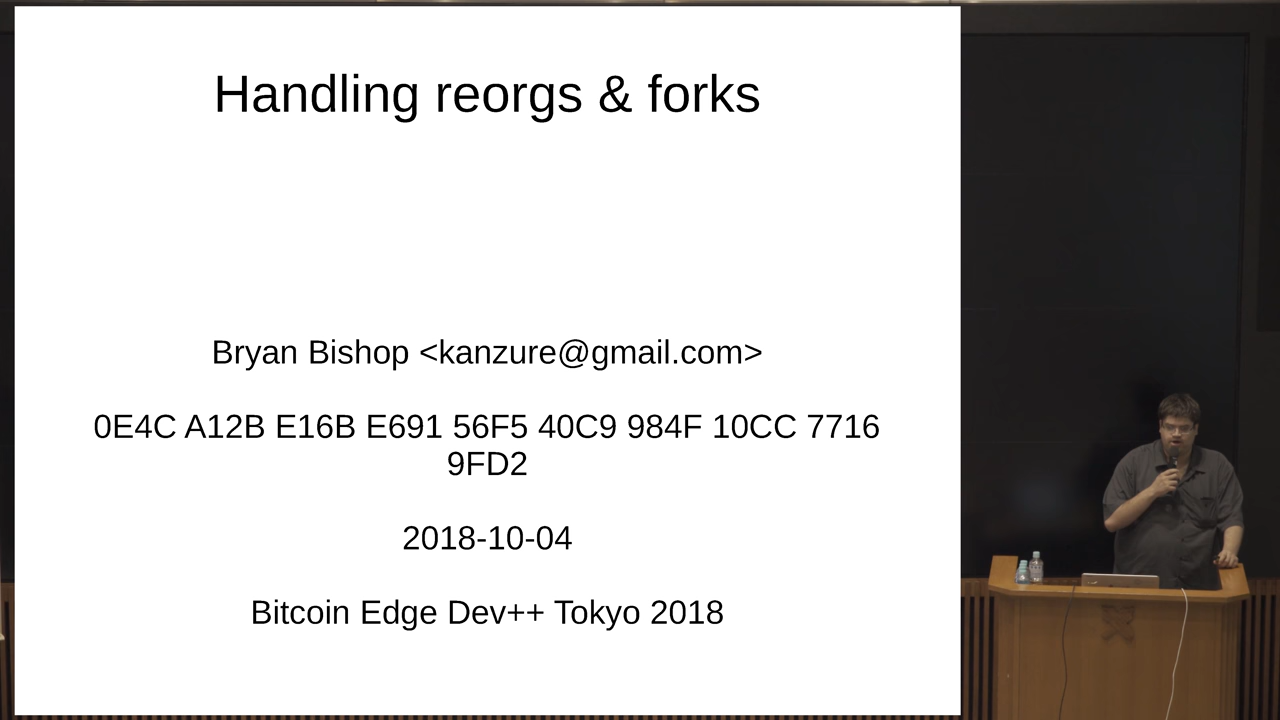 Handling reorgs & forks
Bryan Bishop <kanzure@gmail.com>
0E4C A12B E16B E691 56F5 40C9 984F 10CC 7716
9FD2
2018-10-04
Bitcoin Edge Dev++ Tokyo 2018